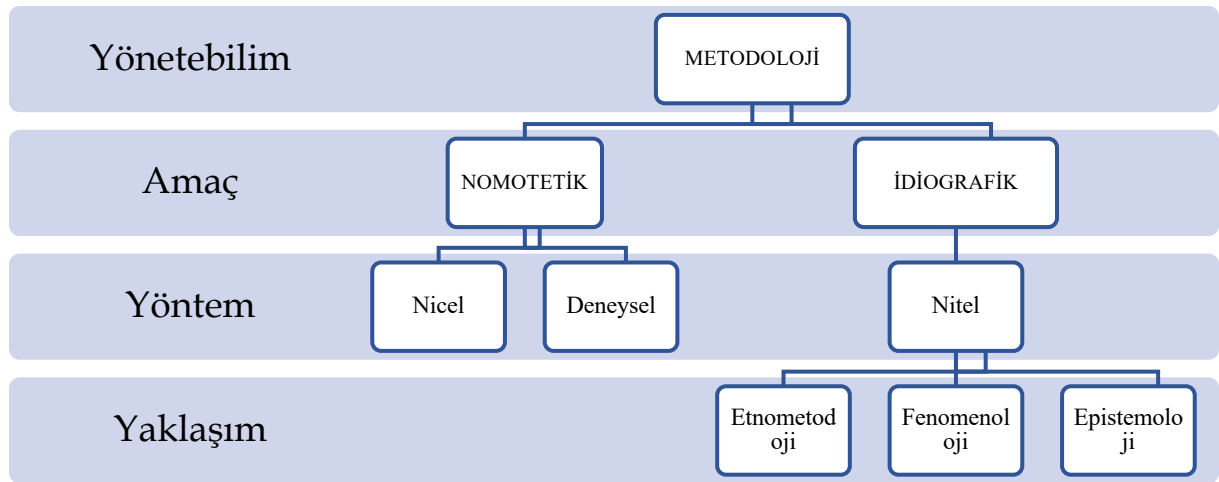 Yönetebilim
METODOLOJİ
Amaç
NOMOTETİK
İDİOGRAFİK
Yöntem
Nicel
Deneysel
Nitel
Yaklaşım
Etnometod
oji
Fenomenol
oji
Epistemolo
ji